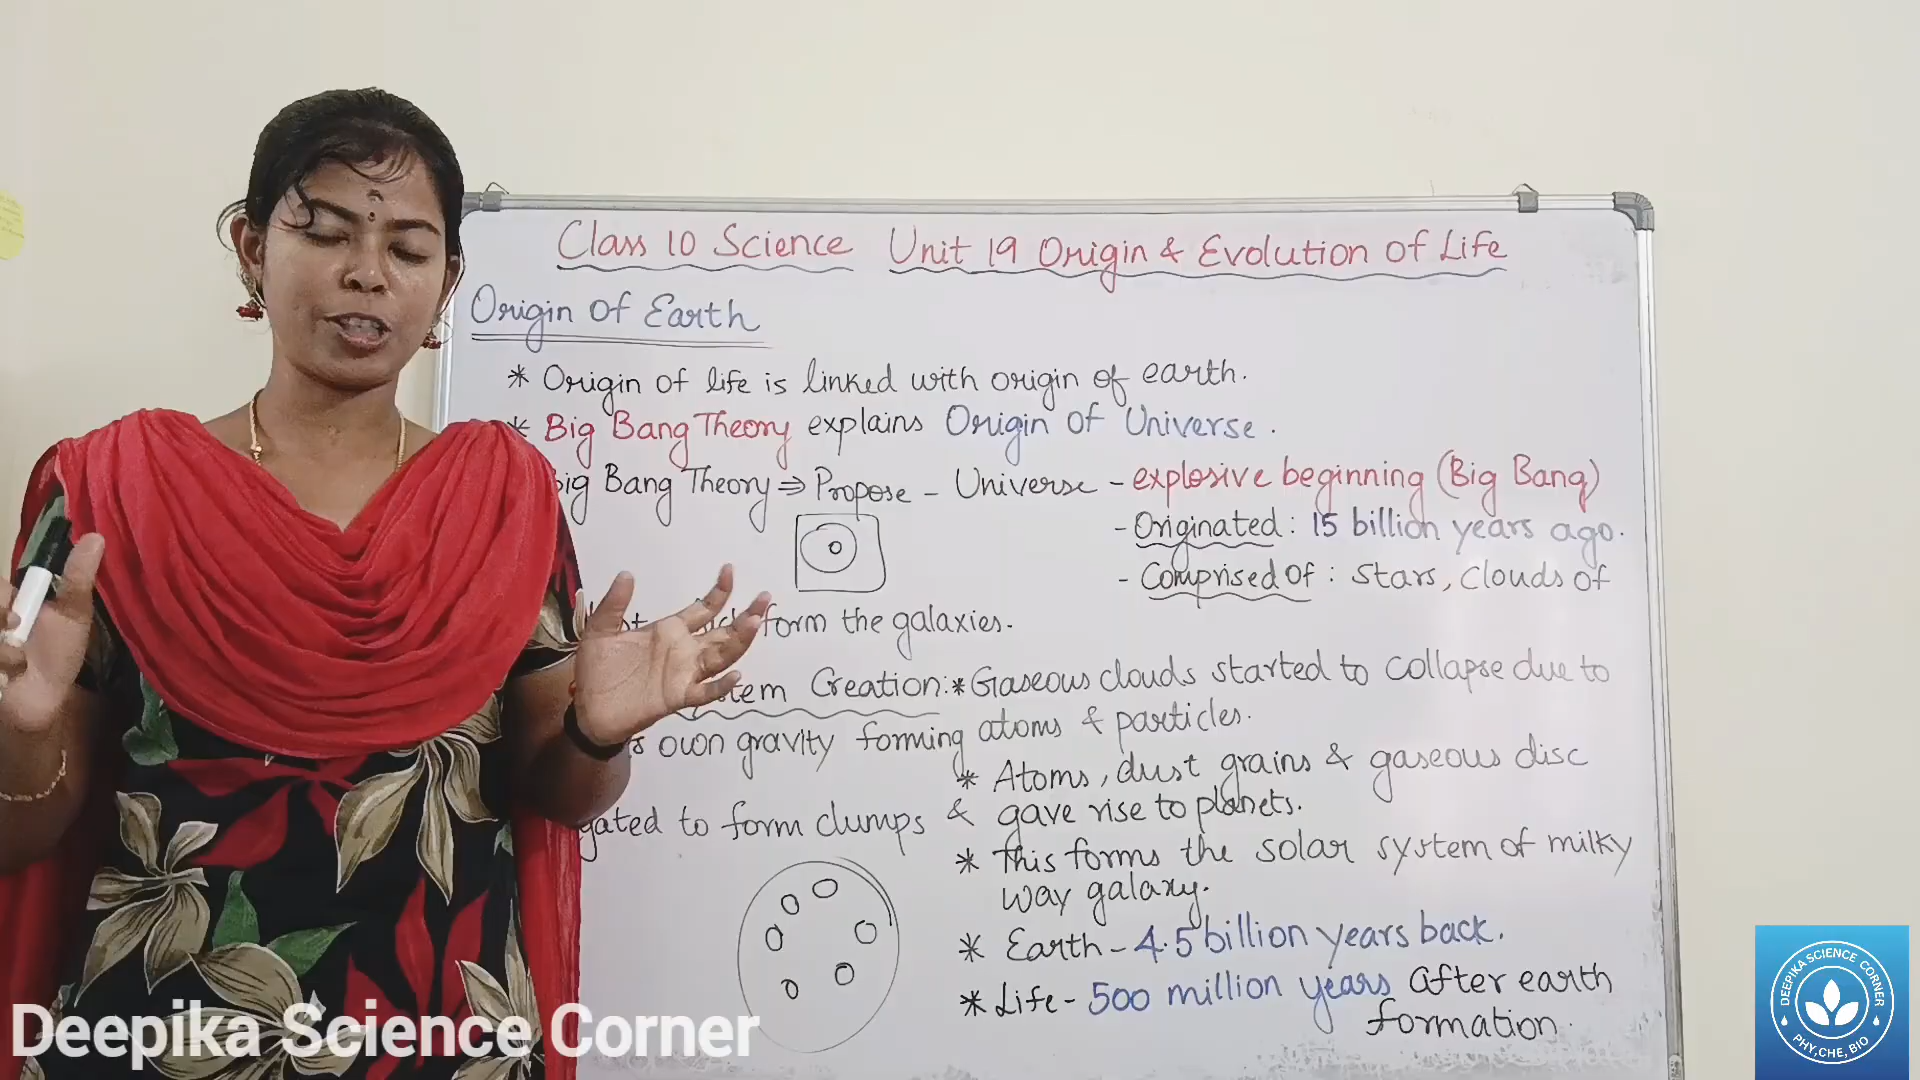 Class 10 Science Unit 19 Origin & Evolution of Life
Origin of Earth
* Origin of life is linked with origin of earth.
* Big Bang Theory explains Origin of Universe.
Big Bang Theory ⇒ Propose - Universe - explosive beginning (Big Bang)
- Originated : 15 billion years ago.
- Comprised of : Stars, clouds of
form the galaxies.
Creation: * Gaseous clouds started to collapse due to
own gravity forming atoms & particles.
* Atoms, dust grains & gaseous disc
to form clumps & gave rise to planets.
* This forms the solar system of milky
way galaxy.
* Earth - 4.5 billion years back.
* Life - 500 million years After earth
formation.
Deepika Science Corner
DEEPIKA SCIENCE CORNER
PHY, CHE, BIO